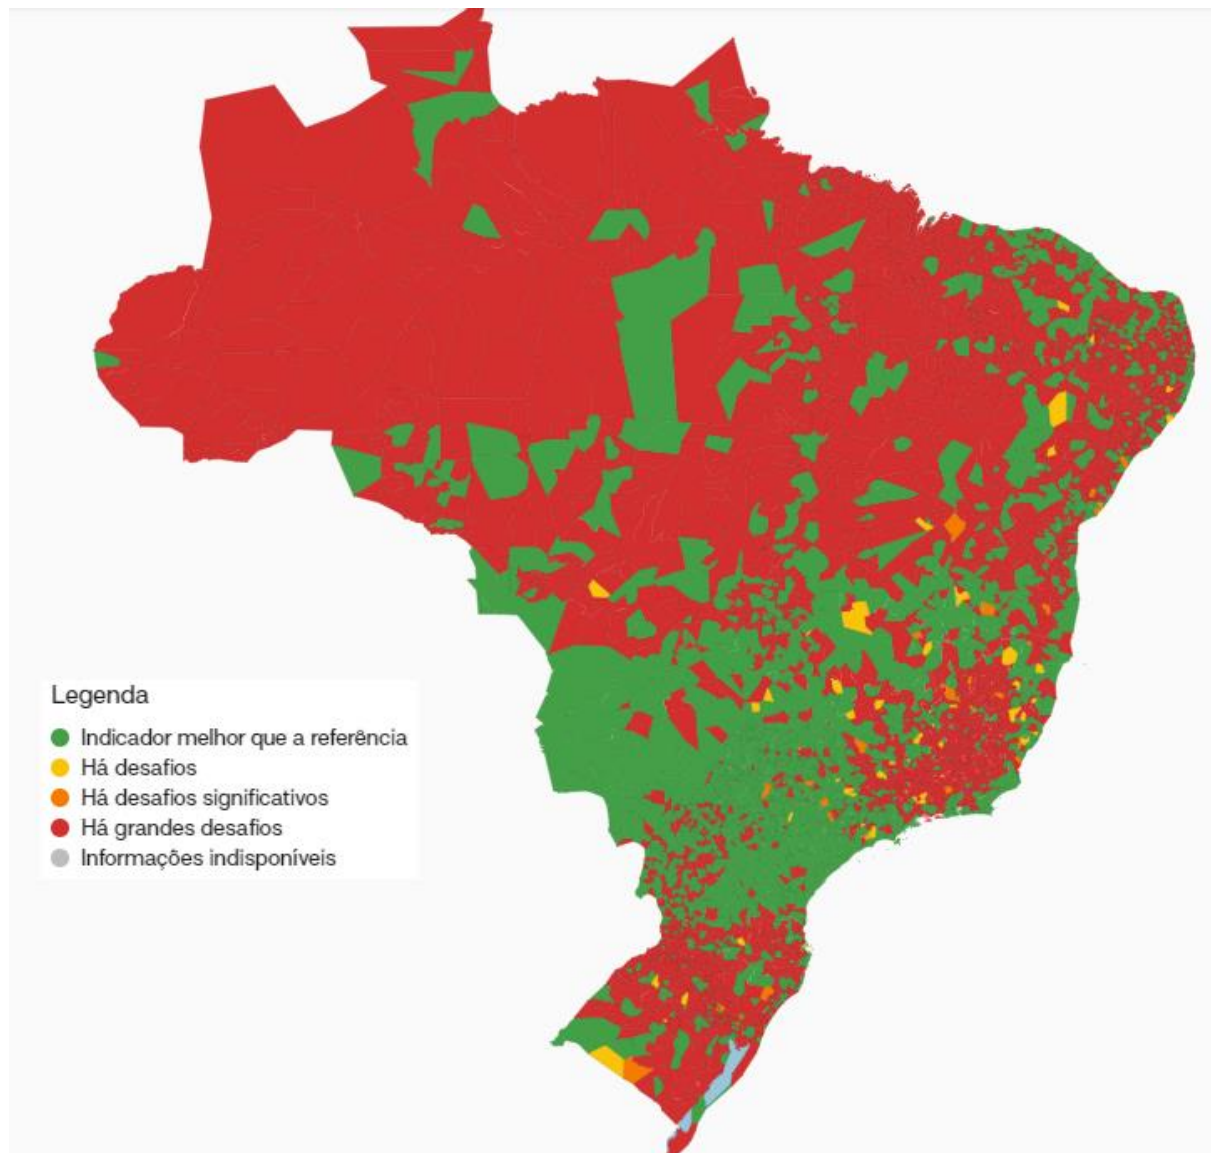 Legenda
Indicador melhor que a referência
Há desafios
Há desafios significativos
Há grandes desafios
Informações indisponíveis